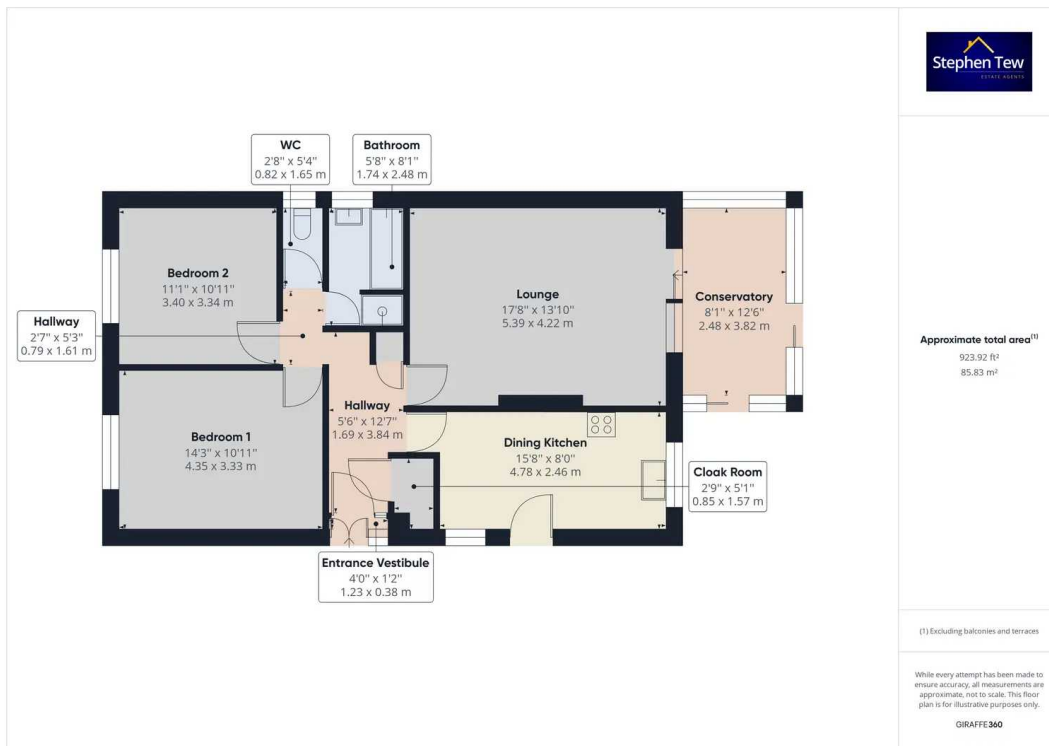 WC
2'8" x 5'4"
0.82 x 1.65 m
Bathroom
5'8" x 8'1"
1.74 x 2.48 m
Bedroom 2
11'1" x 10'11"
3.40 x 3.34 m
Lounge
17'8" x 13'10"
5.39 x 4.22 m
Conservatory
8'1" x 12'6"
2.48 x 3.82 m
Hallway
2'7" x 5'3"
0.79 x 1.61 m
Hallway
5'6" x 12'7"
1.69 x 3.84 m
Bedroom 1
14'3" x 10'11"
4.35 x 3.33 m
Dining Kitchen
15'8" x 8'0"
4.78 x 2.46 m
Cloak Room
2'9" x 5'1"
0.85 x 1.57 m
Entrance Vestibule
4'0" x 1'2"
1.23 x 0.38 m
Stephen Tew
ESTATE AGENTS
Approximate total area(1)
923.92 ft²
85.83 m²
(1) Excluding balconies and terraces
While every attempt has been made to
ensure accuracy, all measurements are
approximate, not to scale. This floor
plan is for illustrative purposes only.
GIRAFFE360